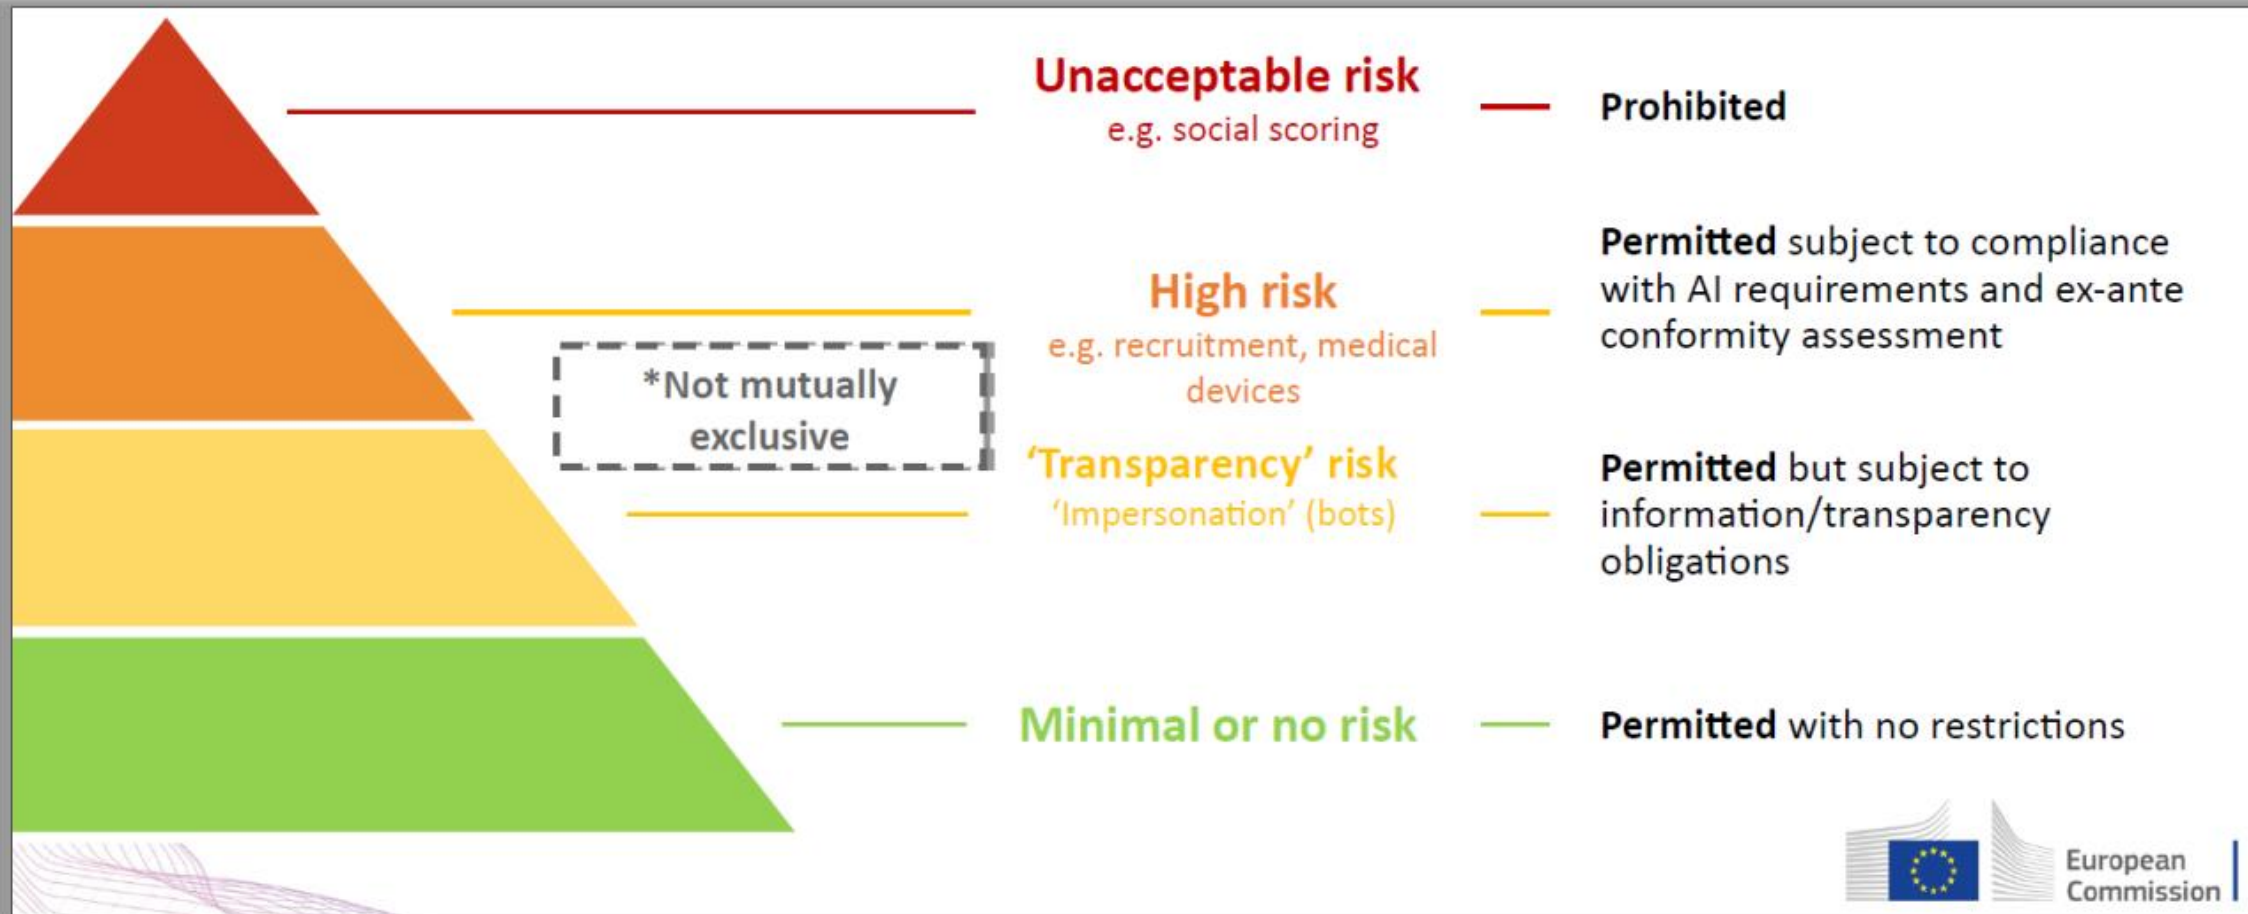 Unacceptable risk
e.g. social scoring
Prohibited
High risk
e.g. recruitment, medical
devices
Permitted subject to compliance
with AI requirements and ex-ante
conformity assessment
*Not mutually
exclusive
‘Transparency’ risk
‘Impersonation’ (bots)
Permitted but subject to
information/transparency
obligations
Minimal or no risk
Permitted with no restrictions
European
Commission